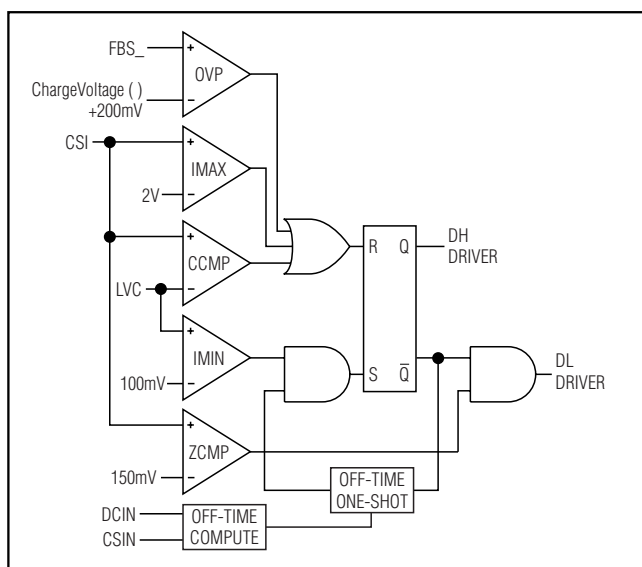 FBS_
+
OVP
ChargeVoltage ( )
+200mV
−
CSI
+
IMAX
2V
−
+
CCMP
LVC
−
R
Q
DH
DRIVER
+
IMIN
100mV
−
S
Q̅
DL
DRIVER
+
ZCMP
150mV
−
OFF-TIME
ONE-SHOT
DCIN
CSIN
OFF-TIME
COMPUTE